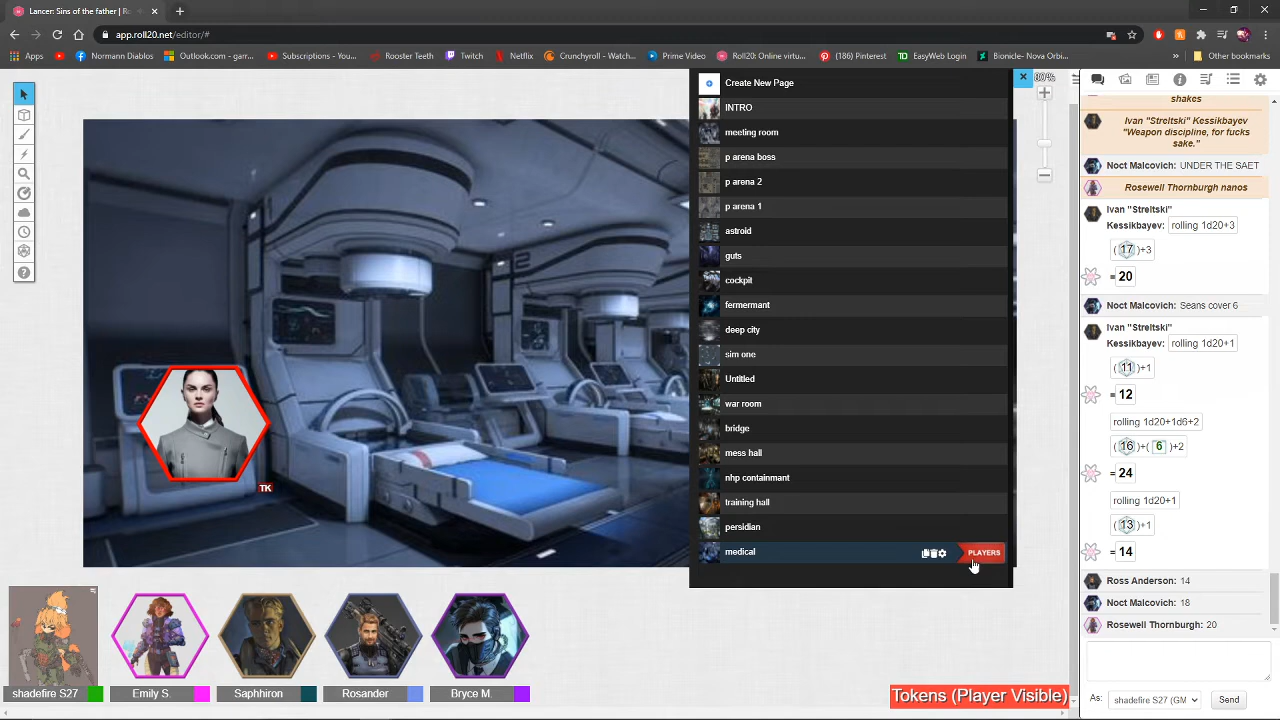 Lancer: Sins of the father | Ro
app.roll20.net/editor/#
Apps
Normann Diablos
Outlook.com - garr...
Subscriptions - You...
Rooster Teeth
Twitch
Netflix
Crunchyroll - Watch...
Prime Video
Roll20: Online virtu...
(186) Pinterest
EasyWeb Login
Bionicle- Nova Orbi...
»
Other bookmarks
Create New Page
INTRO
meeting room
p arena boss
p arena 2
p arena 1
astroid
guts
cockpit
fermermant
deep city
sim one
Untitled
war room
bridge
mess hall
nhp containmant
training hall
persidian
medical
PLAYERS
80%
TK
shadefire S27
Emily S.
Saphhiron
Rosander
Bryce M.
Tokens (Player Visible)
shakes
Ivan "Streltski" Kessikbayev
"Weapon discipline, for fucks
sake."
Noct Malcovich: UNDER THE SAET
Rosewell Thornburgh nanos
Ivan "Streltski"
Kessikbayev: rolling 1d20+3
(17)+3
=20
Noct Malcovich: Seans cover 6
Ivan "Streltski"
Kessikbayev: rolling 1d20+1
(11)+1
=12
rolling 1d20+1d6+2
(16)+(6)+2
=24
rolling 1d20+1
(13)+1
=14
Ross Anderson: 14
Noct Malcovich: 18
Rosewell Thornburgh: 20
As: shadefire S27 (GM
Send